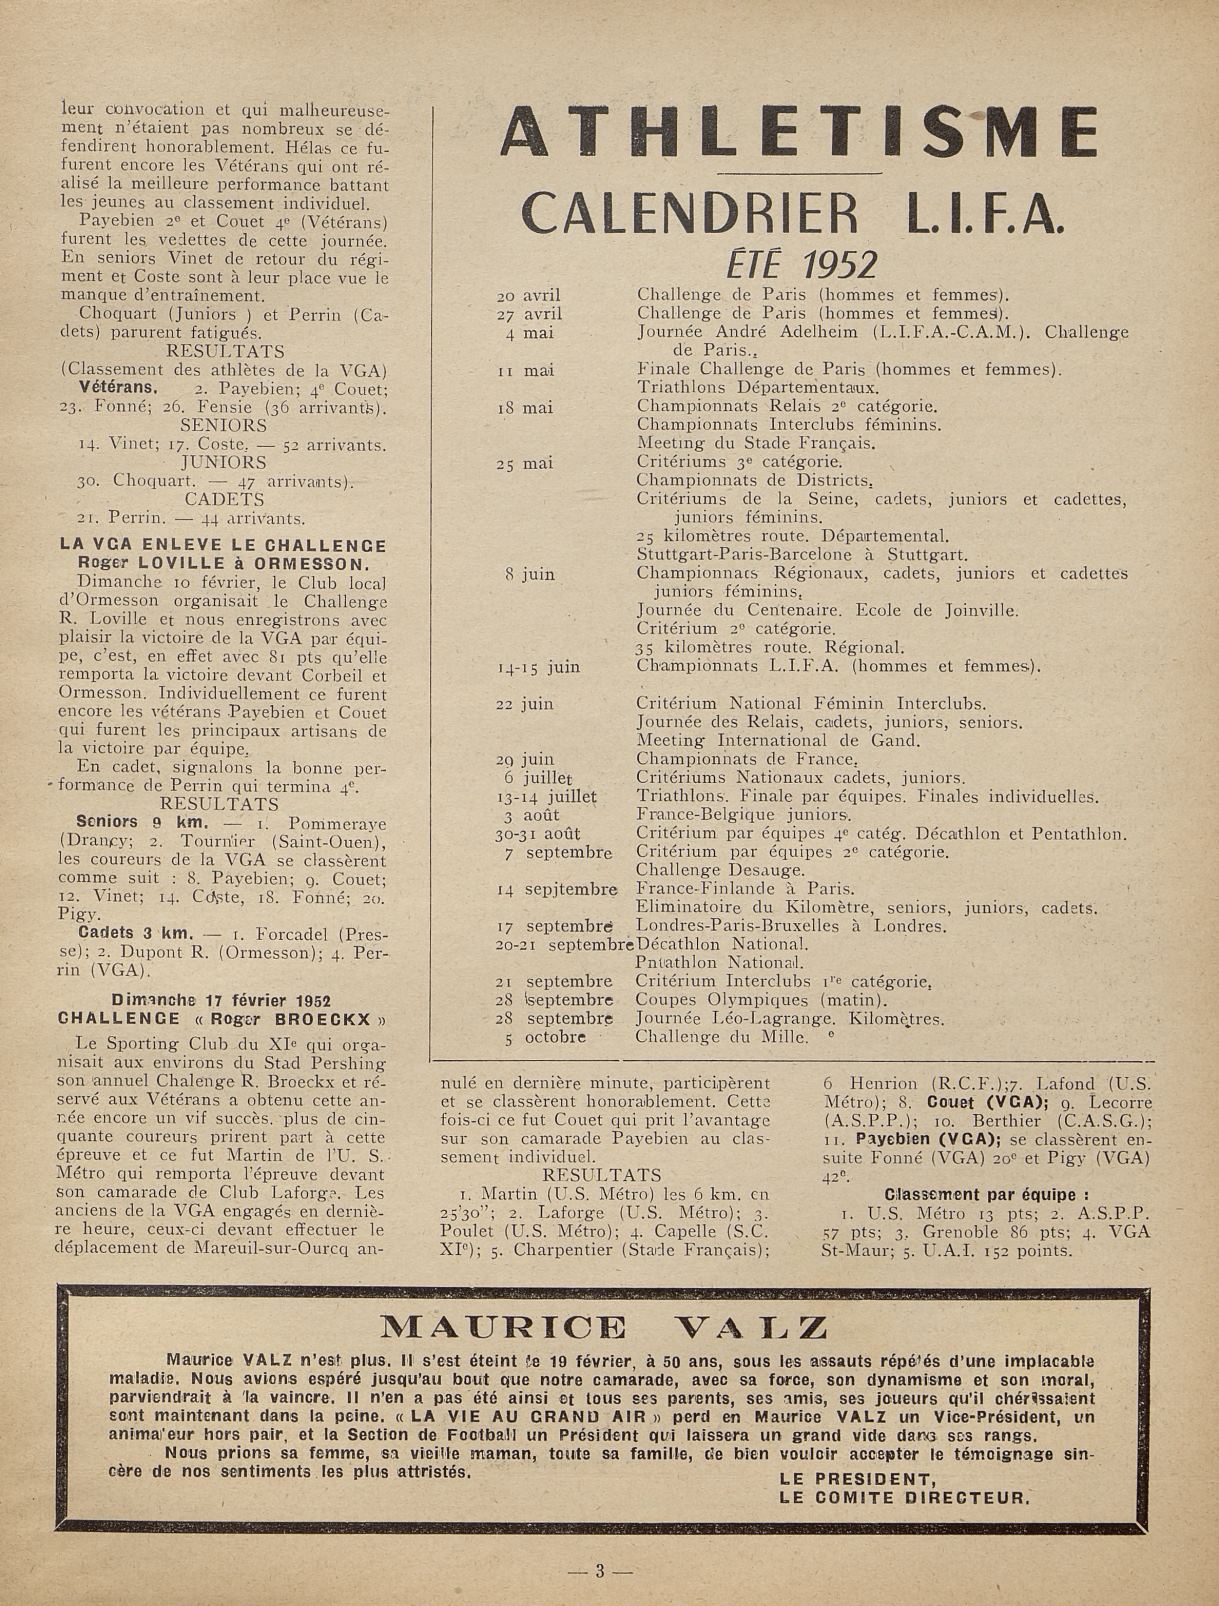 leur convocation et qui malheureuse-
ment n'étaient pas nombreux se dé-
fendirent honorablement. Hélas ce fu-
furent encore les Vétérans qui ont ré-
alisé la meilleure performance battant
les jeunes au classement individuel.
Payebien 2e et Couet 4e (Vétérans)
furent les vedettes de cette journée.
En seniors Vinet de retour du régi-
ment et Coste sont à leur place vue le
manque d'entrainement.
Choquart (Juniors ) et Perrin (Ca-
dets) parurent fatigués.
RESULTATS
(Classement des athlètes de la VGA)
Vétérans. 2. Payebien; 4e Couet;
23. Fonné; 26. Fensie (36 arrivants).
SENIORS
14. Vinet; 17. Coste. — 52 arrivants.
JUNIORS
30. Choquart. — 47 arrivants).
CADETS
21. Perrin. — 44 arrivants.
LA VGA ENLEVE LE CHALLENGE
Roger LOVILLE à ORMESSON.
Dimanche 10 février, le Club local
d'Ormesson organisait le Challenge
R. Loville et nous enregistrons avec
plaisir la victoire de la VGA par équi-
pe, c'est, en effet avec 81 pts qu'elle
remporta la victoire devant Corbeil et
Ormesson. Individuellement ce furent
encore les vétérans Payebien et Couet
qui furent les principaux artisans de
la victoire par équipe.
En cadet, signalons la bonne per-
formance de Perrin qui termina 4e.
RESULTATS
Seniors 9 km. — 1. Pommeraye
(Drancy; 2. Tournier (Saint-Ouen),
les coureurs de la VGA se classèrent
comme suit : 8. Payebien; 9. Couet;
12. Vinet; 14. Coste, 18. Fonné; 20.
Pigy.
Cadets 3 km. — 1. Forcadel (Pres-
se); 2. Dupont R. (Ormesson); 4. Per-
rin (VGA).
Dimanche 17 février 1952
CHALLENGE « Roger BROECKX »
Le Sporting Club du XIe qui orga-
nisait aux environs du Stad Pershing
son annuel Chalenge R. Broeckx et ré-
servé aux Vétérans a obtenu cette an-
née encore un vif succès. plus de cin-
quante coureurs prirent part à cette
épreuve et ce fut Martin de l'U. S.
Métro qui remporta l'épreuve devant
son camarade de Club Laforge. Les
anciens de la VGA engagés en derniè-
re heure, ceux-ci devant effectuer le
déplacement de Mareuil-sur-Ourcq an-
ATHLETISME
CALENDRIER L.I.F.A.
ÉTÉ 1952
20 avril Challenge de Paris (hommes et femmes).
27 avril Challenge de Paris (hommes et femmes).
4 mai Journée André Adelheim (L.I.F.A.-C.A.M.). Challenge
de Paris..
11 mai Finale Challenge de Paris (hommes et femmes).
Triathlons Départementaux.
18 mai Championnats Relais 2e catégorie.
Championnats Interclubs féminins.
Meeting du Stade Français.
25 mai Critériums 3e catégorie.
Championnats de Districts.
Critériums de la Seine, cadets, juniors et cadettes,
juniors féminins.
25 kilomètres route. Départemental.
Stuttgart-Paris-Barcelone à Stuttgart.
8 juin Championnats Régionaux, cadets, juniors et cadettes
juniors féminins.
Journée du Centenaire. Ecole de Joinville.
Critérium 2e catégorie.
35 kilomètres route. Régional.
14-15 juin Championnats L.I.F.A. (hommes et femmes).
22 juin Critérium National Féminin Interclubs.
Journée des Relais, cadets, juniors, seniors.
Meeting International de Gand.
29 juin Championnats de France.
6 juillet Critériums Nationaux cadets, juniors.
13-14 juillet Triathlons. Finale par équipes. Finales individuelles.
3 août France-Belgique juniors.
30-31 août Critérium par équipes 4e catég. Décathlon et Pentathlon.
7 septembre Critérium par équipes 2e catégorie.
Challenge Desauge.
14 sepjtembre France-Finlande à Paris.
Eliminatoire du Kilomètre, seniors, juniors, cadets.
17 septembre Londres-Paris-Bruxelles à Londres.
20-21 septembre Décathlon National.
Pntathlon National.
21 septembre Critérium Interclubs 1re catégorie.
28 septembre Coupes Olympiques (matin).
28 septembre Journée Léo-Lagrange. Kilomètres.
5 octobre Challenge du Mille. e
nulé en dernière minute, participèrent
et se classèrent honorablement. Cette
fois-ci ce fut Couet qui prit l'avantage
sur son camarade Payebien au clas-
sement individuel.
RESULTATS
1. Martin (U.S. Métro) les 6 km. en
25'30"; 2. Laforge (U.S. Métro); 3.
Poulet (U.S. Métro); 4. Capelle (S.C.
XIe); 5. Charpentier (Stade Français);
6 Henrion (R.C.F.);7. Lafond (U.S.
Métro); 8. Couet (VGA); 9. Lecorre
(A.S.P.P.); 10. Berthier (C.A.S.G.);
11. Payebien (VGA); se classèrent en-
suite Fonné (VGA) 20e et Pigy (VGA)
42e.
Classement par équipe :
1. U.S. Métro 13 pts; 2. A.S.P.P.
57 pts; 3. Grenoble 86 pts; 4. VGA
St-Maur; 5. U.A.I. 152 points.
MAURICE VALZ
Maurice VALZ n'est plus. Il s'est éteint le 19 février, à 50 ans, sous les assauts répétés d'une implacable
maladie. Nous avions espéré jusqu'au bout que notre camarade, avec sa force, son dynamisme et son moral,
parviendrait à la vaincre. Il n'en a pas été ainsi et tous ses parents, ses amis, ses joueurs qu'il chérissaient
sont maintenant dans la peine. « LA VIE AU GRAND AIR » perd en Maurice VALZ un Vice-Président, un
animateur hors pair, et la Section de Football un Président qui laissera un grand vide dans ses rangs.
Nous prions sa femme, sa vieille maman, toute sa famille, de bien vouloir accepter le témoignage sin-
cère de nos sentiments les plus attristés.
LE PRESIDENT,
LE COMITE DIRECTEUR.
— 3 —